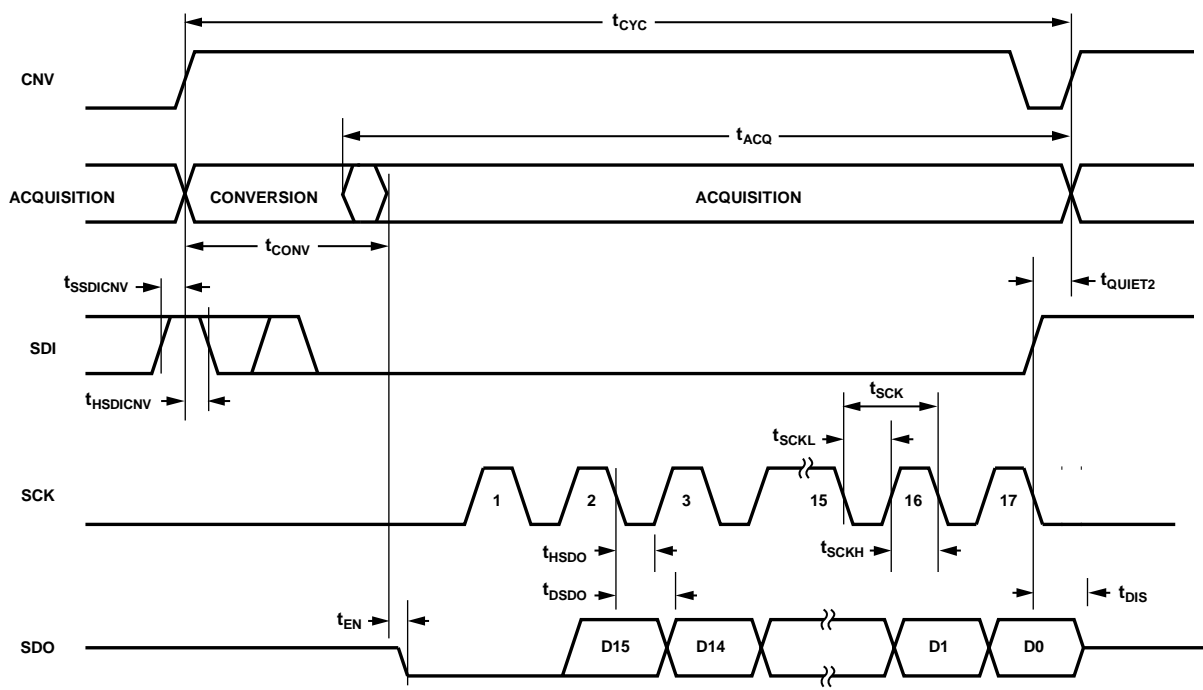 tCYC
CNV
tACQ
ACQUISITION
CONVERSION
ACQUISITION
tCONV
tSSDICNV
tQUIET2
SDI
tHSDICNV
tSCK
tSCKL
SCK
1
2
3
15
16
17
tHSDO
tSCKH
tDSDO
tDIS
tEN
SDO
D15
D14
D1
D0